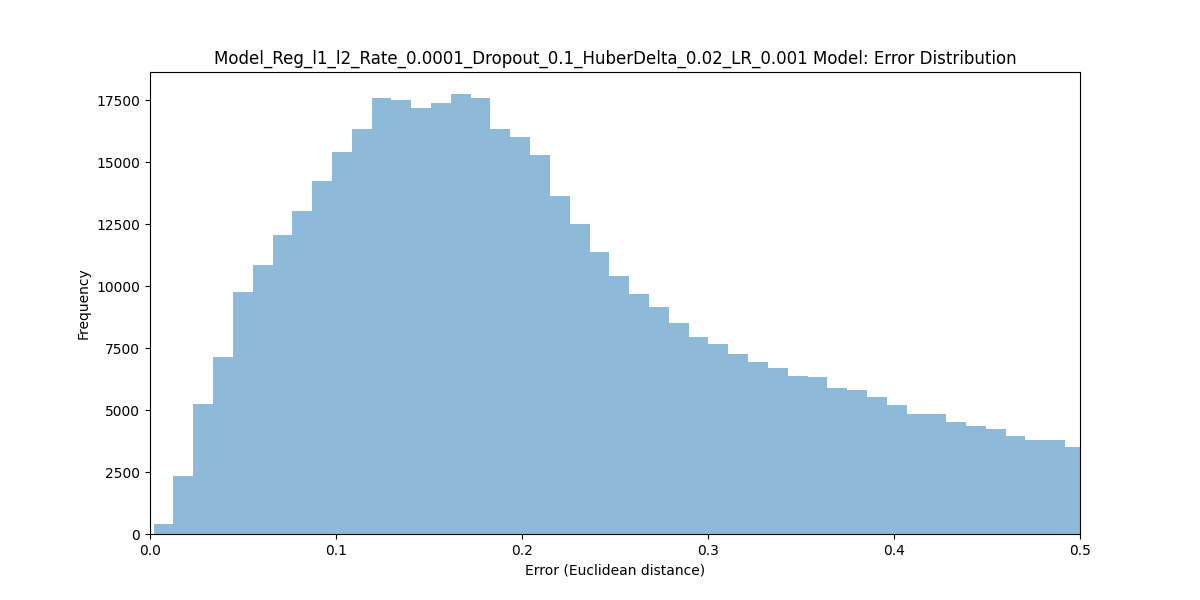 Model_Reg_l1_l2_Rate_0.0001_Dropout_0.1_HuberDelta_0.02_LR_0.001 Model: Error Distribution
17500
15000
12500
10000
7500
5000
2500
0
Frequency
0.0 0.1 0.2 0.3 0.4 0.5
Error (Euclidean distance)